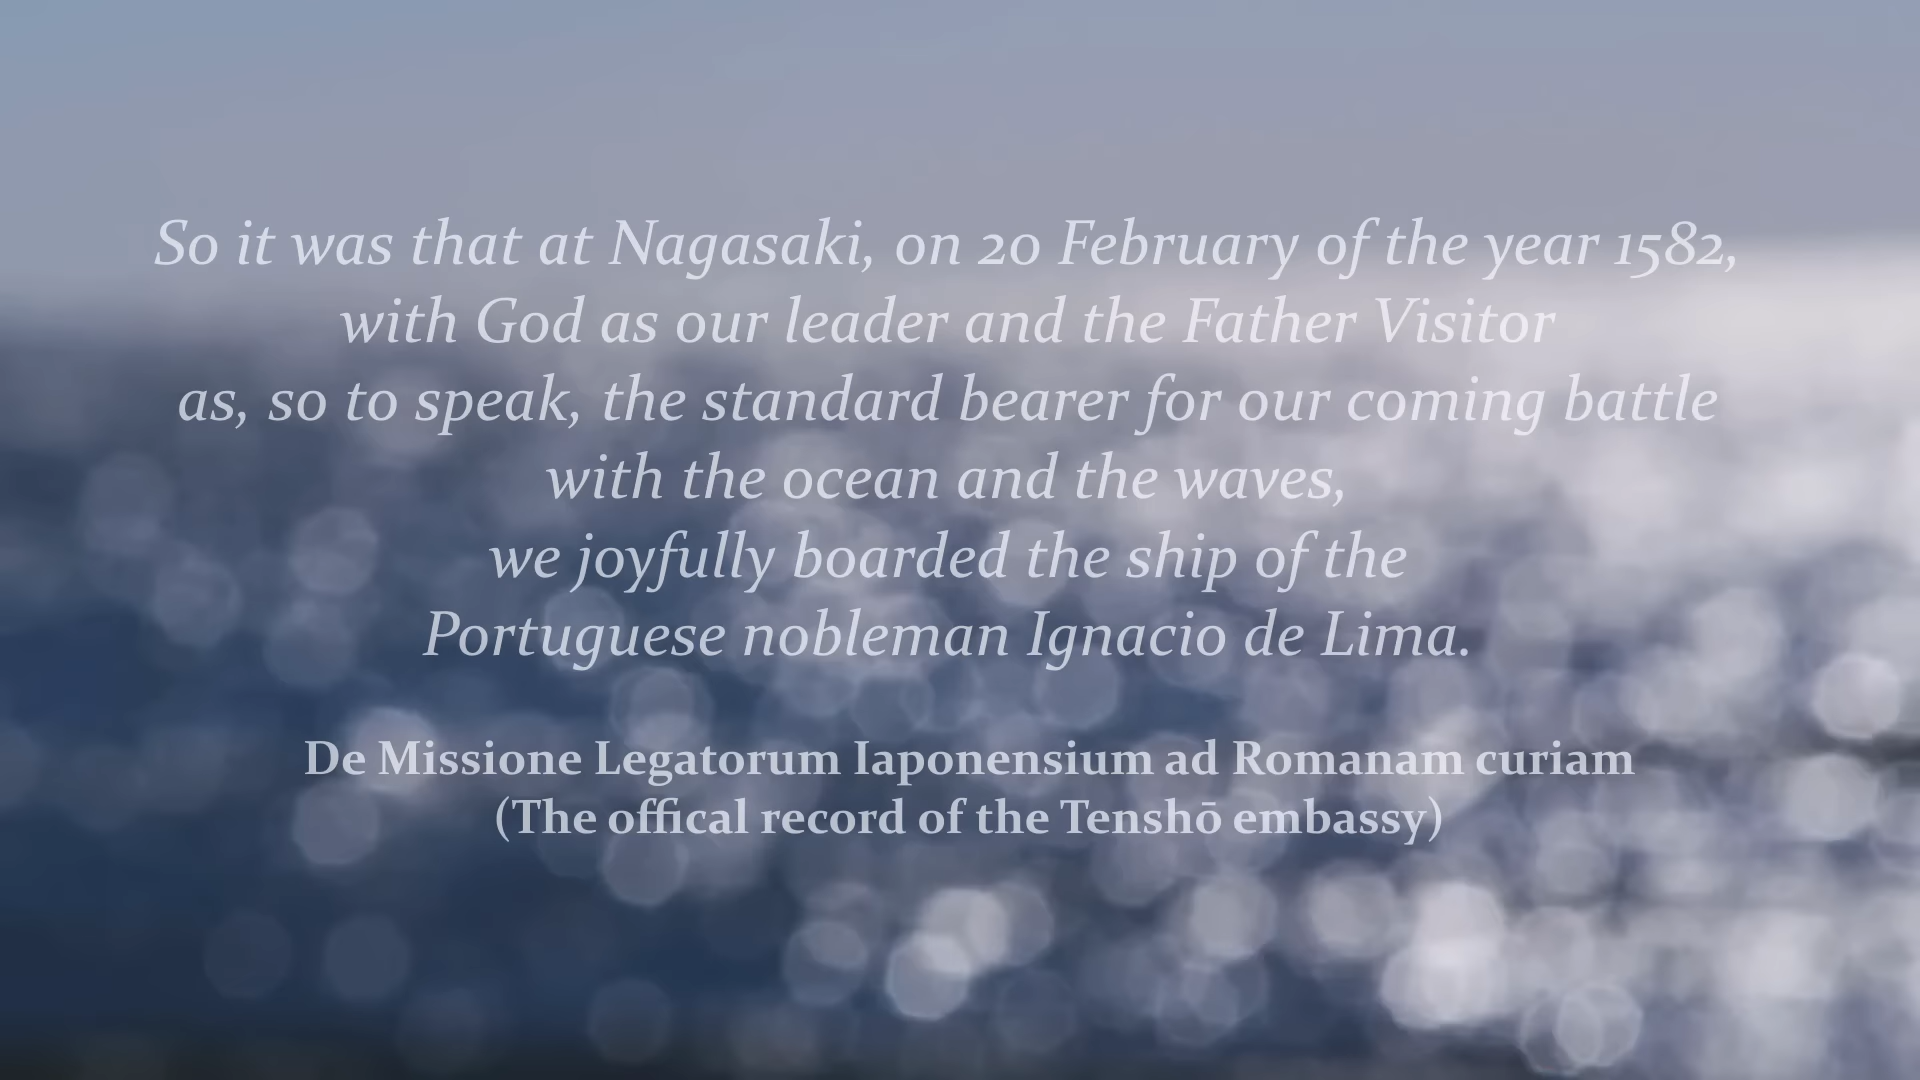 So it was that at Nagasaki, on 20 February of the year 1582,
with God as our leader and the Father Visitor
as, so to speak, the standard bearer for our coming battle
with the ocean and the waves,
we joyfully boarded the ship of the
Portuguese nobleman Ignacio de Lima.
De Missione Legatorum Iaponensium ad Romanam curiam
(The offical record of the Tenshō embassy)